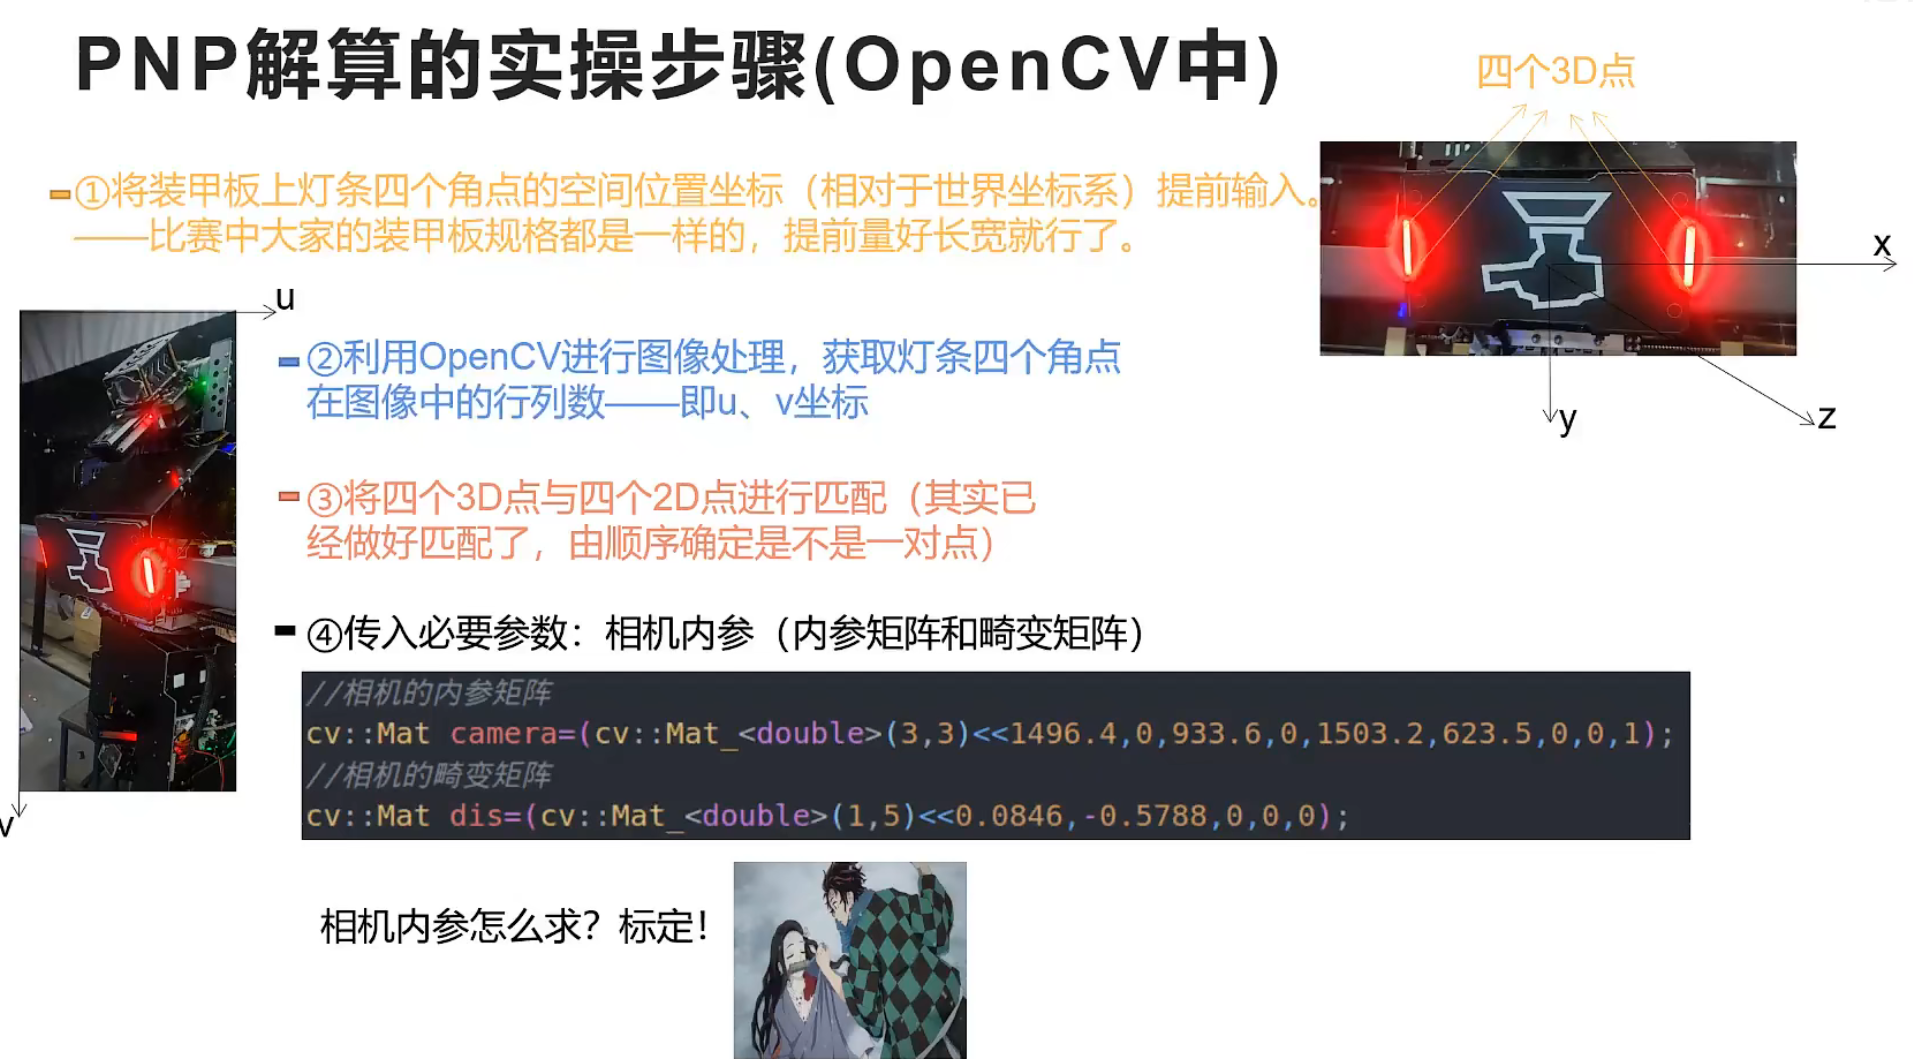 PNP解算的实操步骤(OpenCV中)
四个3D点
①将装甲板上灯条四个角点的空间位置坐标（相对于世界坐标系）提前输入。
——比赛中大家的装甲板规格都是一样的，提前量好长宽就行了。
x
y
z
u
v
②利用OpenCV进行图像处理，获取灯条四个角点
在图像中的行列数——即u、v坐标
③将四个3D点与四个2D点进行匹配（其实已
经做好匹配了，由顺序确定是不是一对点）
④传入必要参数：相机内参（内参矩阵和畸变矩阵）
//相机的内参矩阵
cv::Mat camera=(cv::Mat_<double>(3,3)<<1496.4,0,933.6,0,1503.2,623.5,0,0,1);
//相机的畸变矩阵
cv::Mat dis=(cv::Mat_<double>(1,5)<<0.0846,-0.5788,0,0,0);
相机内参怎么求？标定！